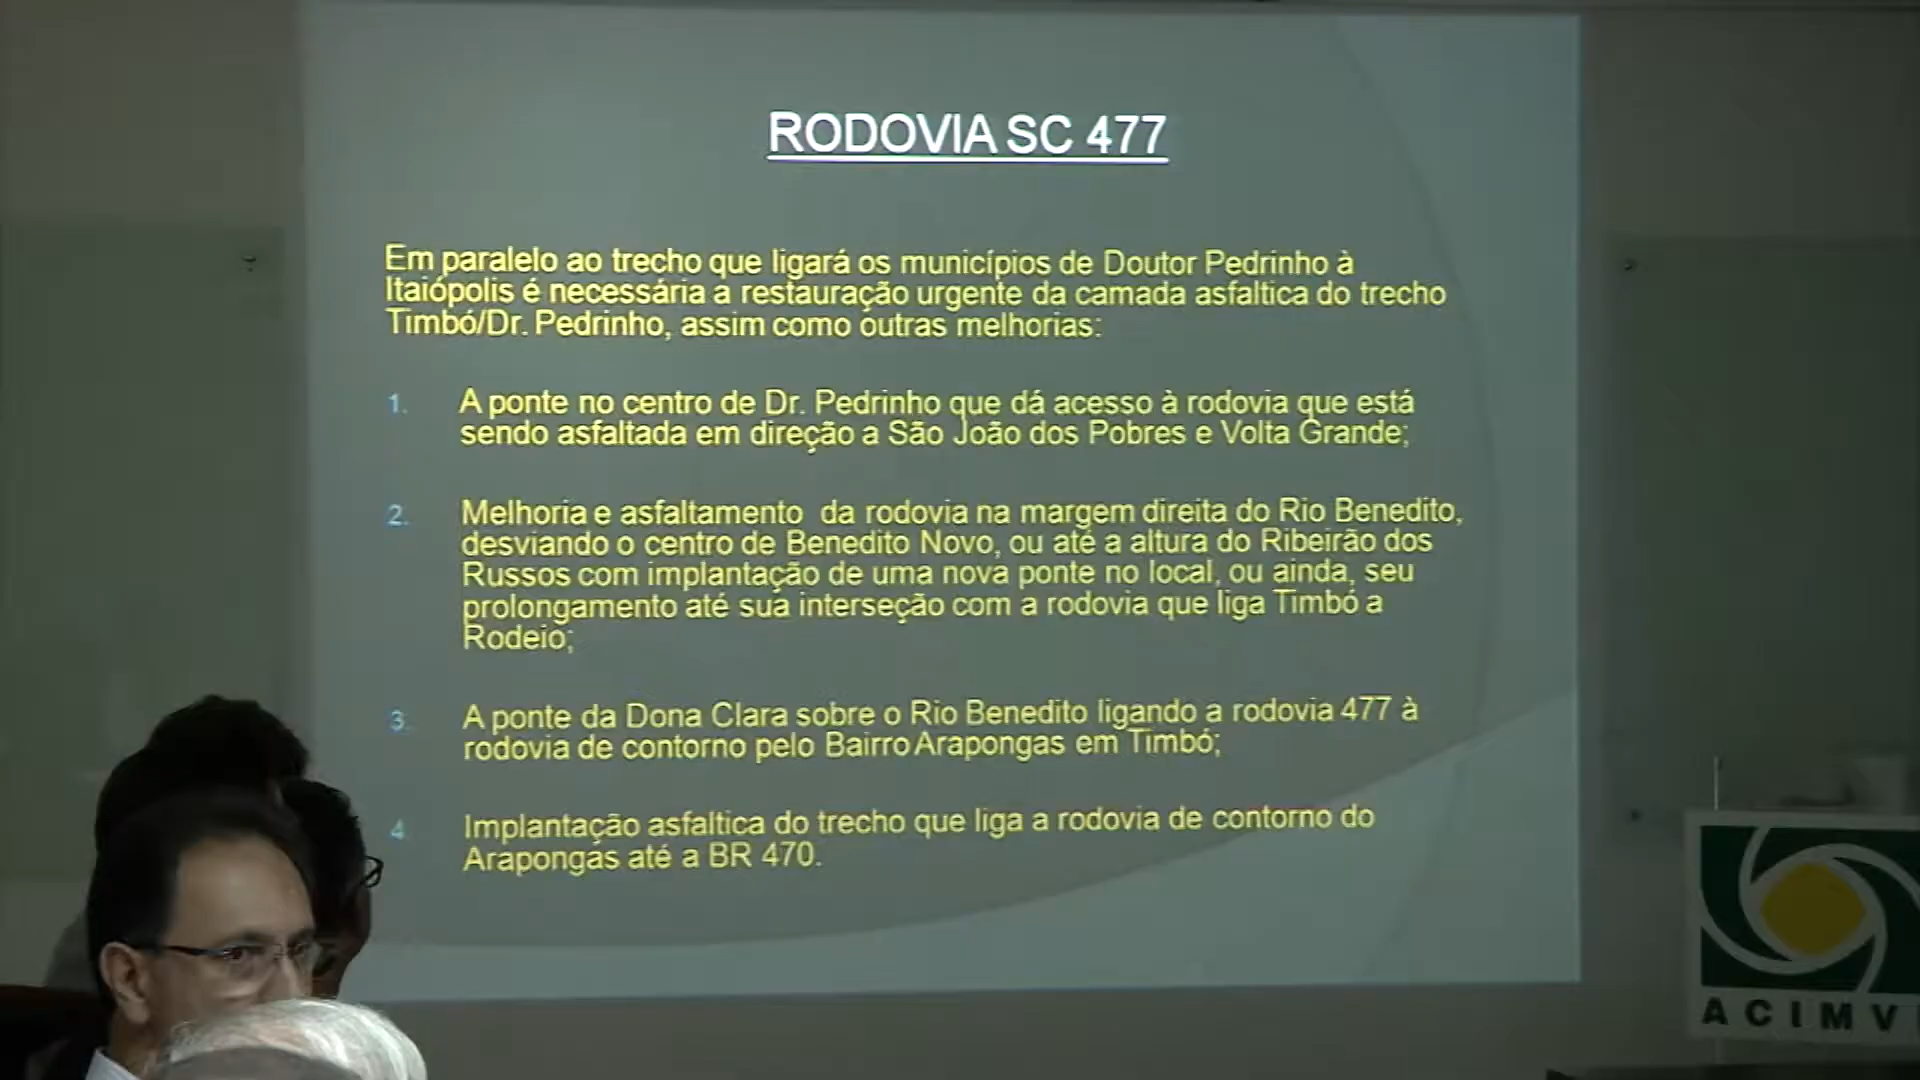 RODOVIA SC 477
Em paralelo ao trecho que ligará os municípios de Doutor Pedrinho à
Itaiópolis é necessária a restauração urgente da camada asfaltica do trecho
Timbó/Dr. Pedrinho, assim como outras melhorias:
1. A ponte no centro de Dr. Pedrinho que dá acesso à rodovia que está
sendo asfaltada em direção a São João dos Pobres e Volta Grande;
2. Melhoria e asfaltamento da rodovia na margem direita do Rio Benedito,
desviando o centro de Benedito Novo, ou até a altura do Ribeirão dos
Russos com implantação de uma nova ponte no local, ou ainda, seu
prolongamento até sua interseção com a rodovia que liga Timbó a
Rodeio;
3. A ponte da Dona Clara sobre o Rio Benedito ligando a rodovia 477 à
rodovia de contorno pelo Bairro Arapongas em Timbó;
4. Implantação asfaltica do trecho que liga a rodovia de contorno do
Arapongas até a BR 470.
ACIMV